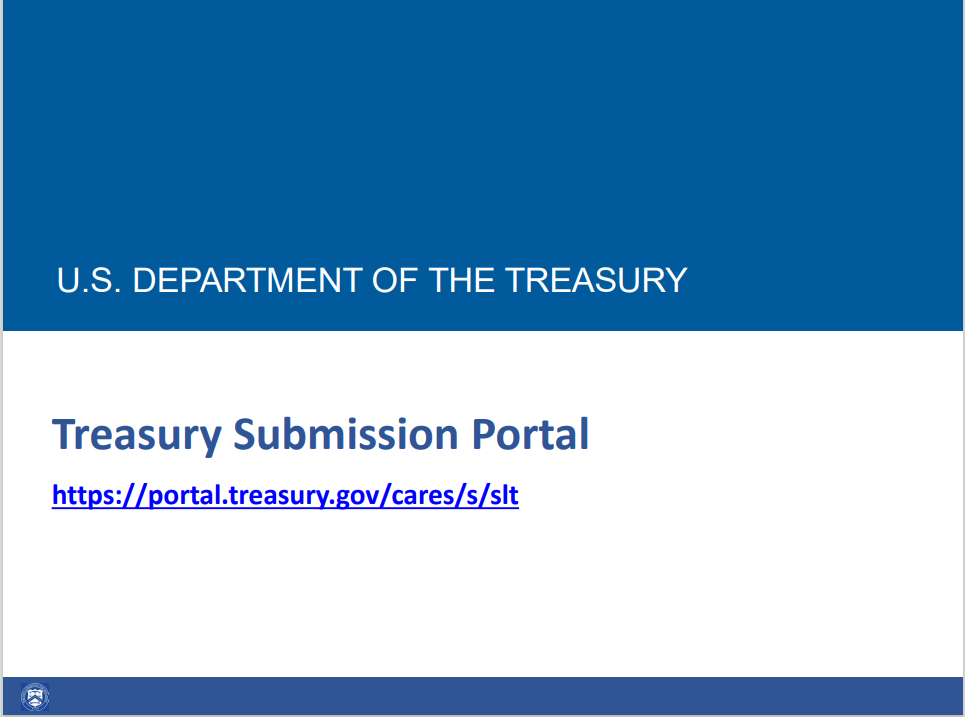 U.S. DEPARTMENT OF THE TREASURY
Treasury Submission Portal
https://portal.treasury.gov/cares/s/slt